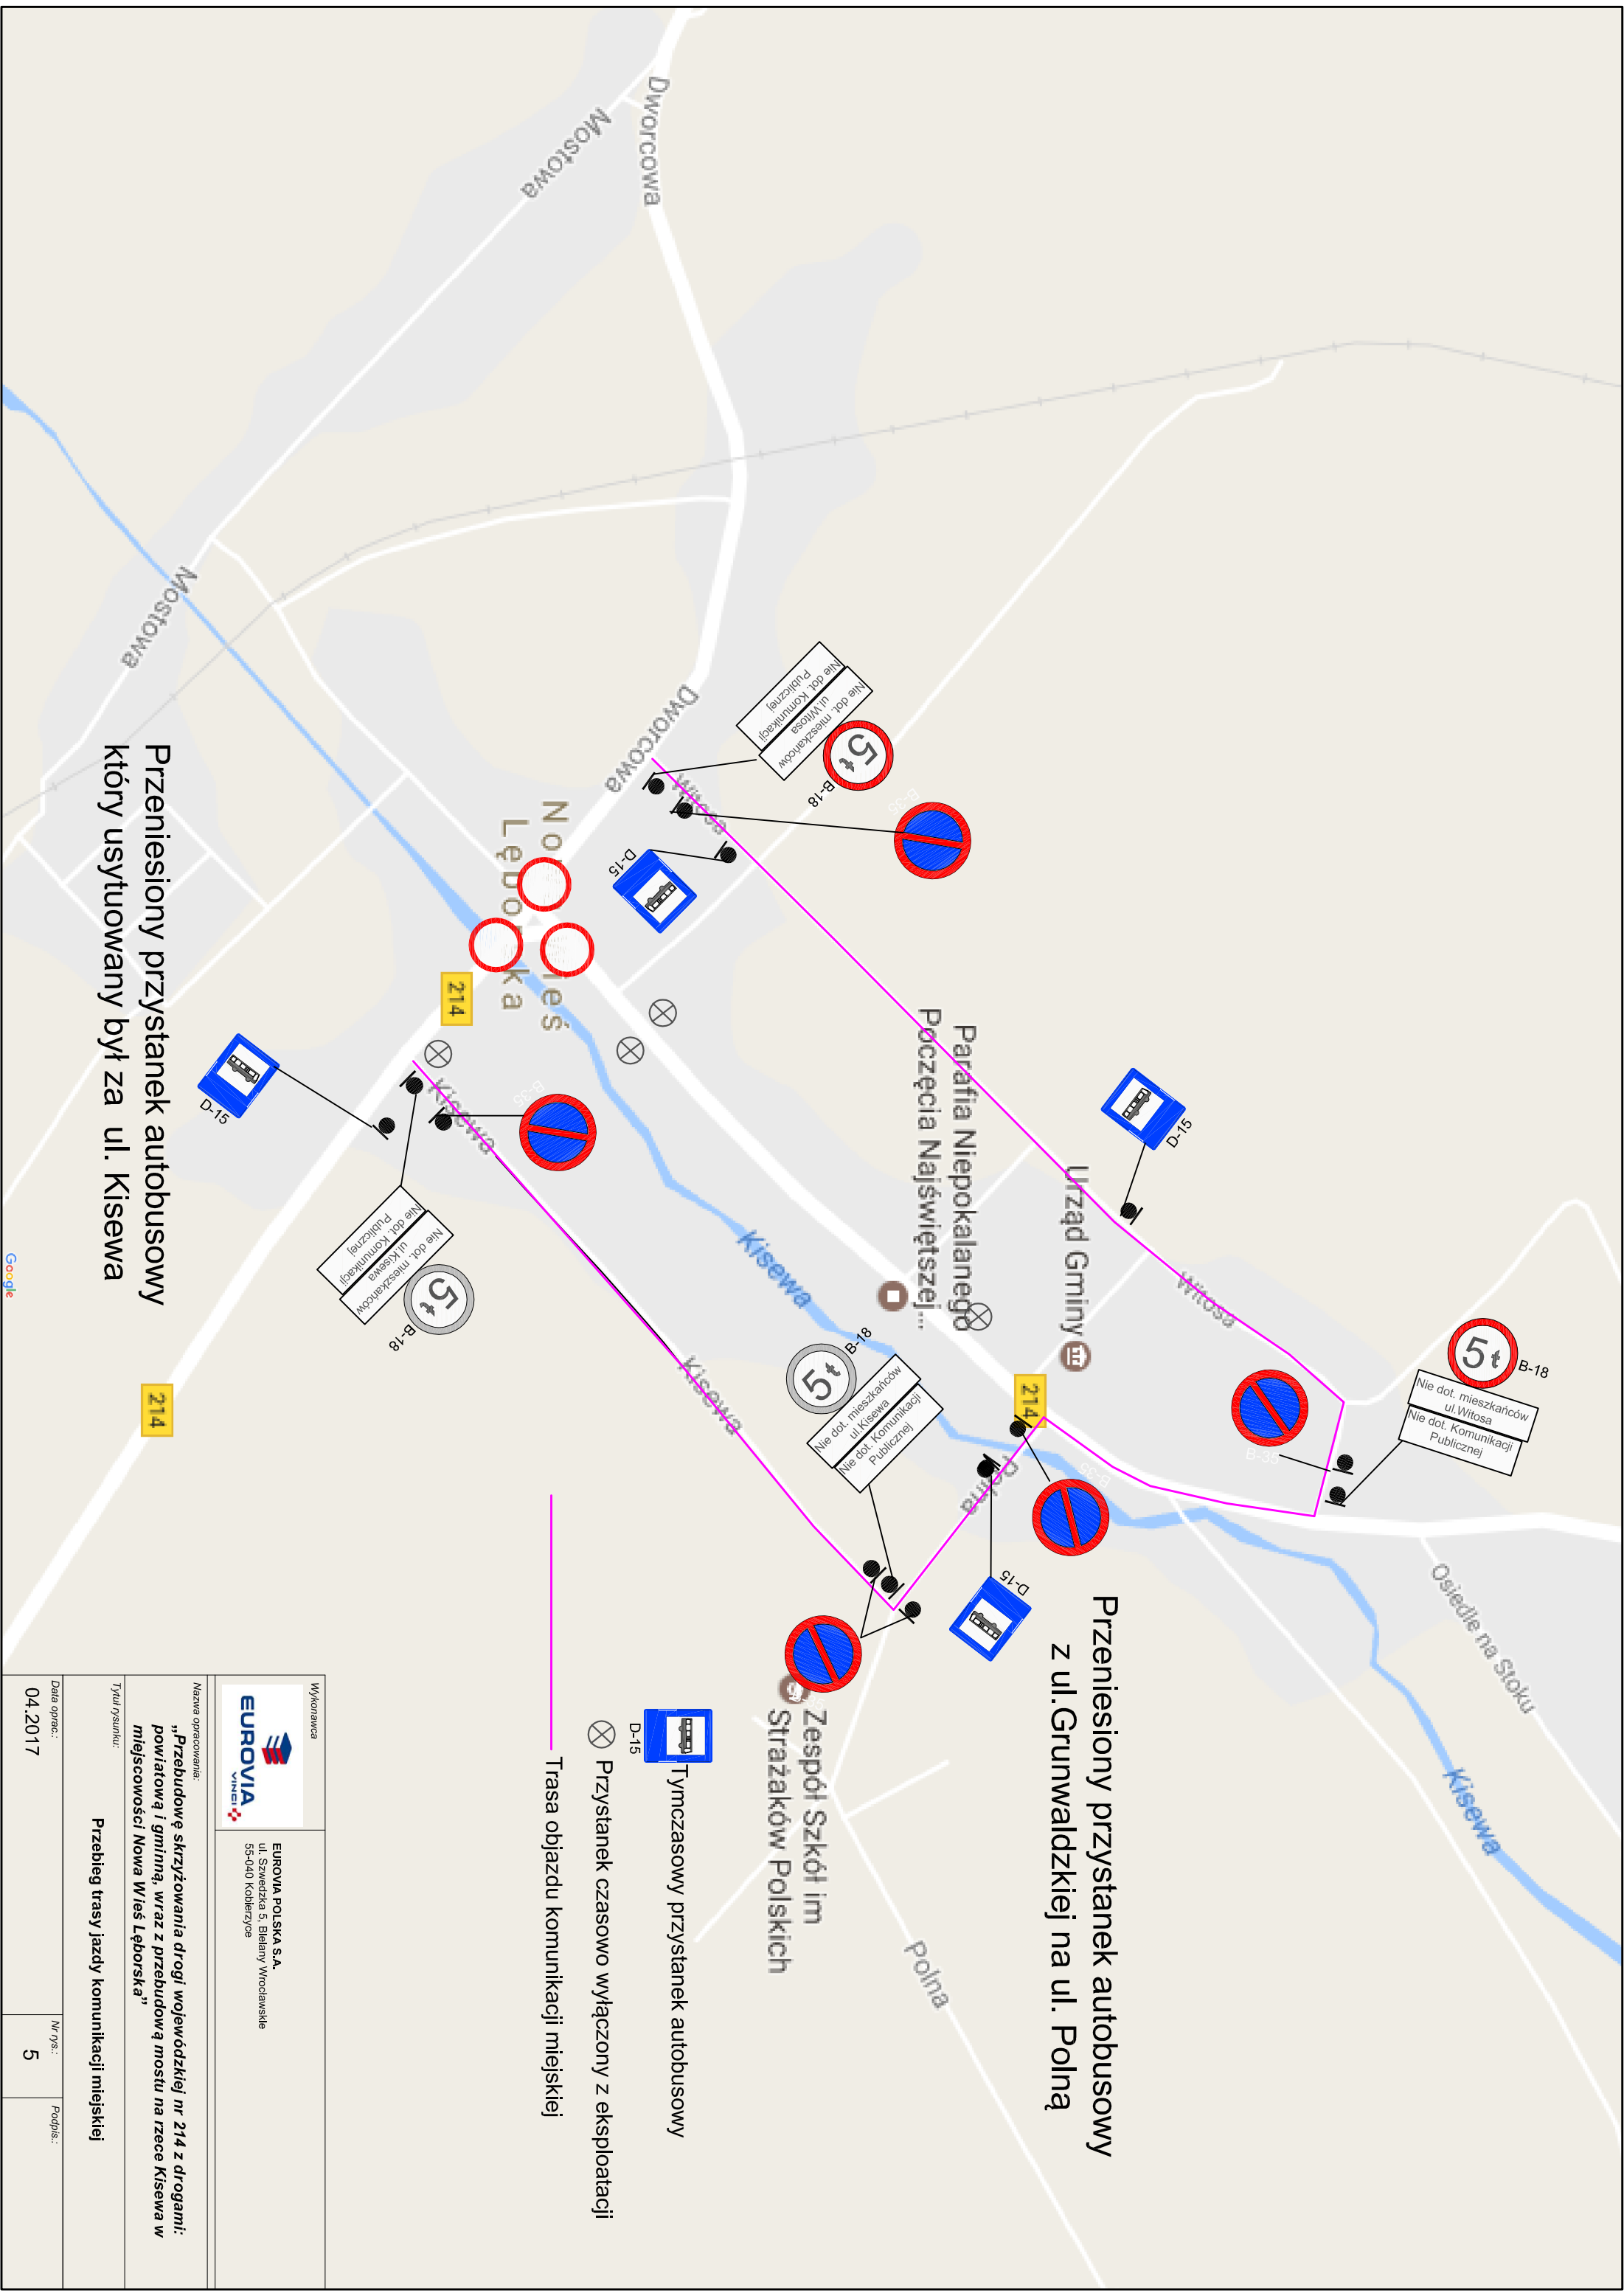 Dworcowa
Mostowa
Mostowa
Dworcowa
Witosa
Nie dot. mieszkańców
ul.Witosa
Nie dot. Komunikacji
Publicznej
5t
B-18
B-35
D-15
214
Kisewa
B-35
D-15
Nie dot. mieszkańców
ul.Kisewa
Nie dot. Komunikacji
Publicznej
5t
B-18
Przeniesiony przystanek autobusowy
który usytuowany był za ul. Kisewa
Google
214
Parafia Niepokalanego
Poczęcia Najświętszej...
Urząd Gminy
D-15
Witosa
Kisewa
Kisewa
5t
B-18
Nie dot. mieszkańców
ul.Kisewa
Nie dot. Komunikacji
Publicznej
214
Polna
B-35
D-15
B-35
5t
B-18
Nie dot. mieszkańców
ul.Witosa
Nie dot. Komunikacji
Publicznej
Osiedle na Stoku
Kisewa
Przeniesiony przystanek autobusowy
z ul.Grunwaldzkiej na ul. Polną
Zespół Szkół im
Strażaków Polskich
Polna
D-15
Tymczasowy przystanek autobusowy
Przystanek czasowo wyłączony z eksploatacji
Trasa objazdu komunikacji miejskiej
Wykonawca
EUROVIA
VINCI
EUROVIA POLSKA S.A.
ul. Szwedzka 5, Bielany Wrocławskie
55-040 Kobierzyce
Nazwa opracowania:
„Przebudowę skrzyżowania drogi wojewódzkiej nr 214 z drogami:
powiatową i gminną, wraz z przebudową mostu na rzece Kisewa w
miejscowości Nowa Wieś Lęborska”
Tytuł rysunku:
Przebieg trasy jazdy komunikacji miejskiej
Data oprac.:
04.2017
Nr rys.:
5
Podpis.: